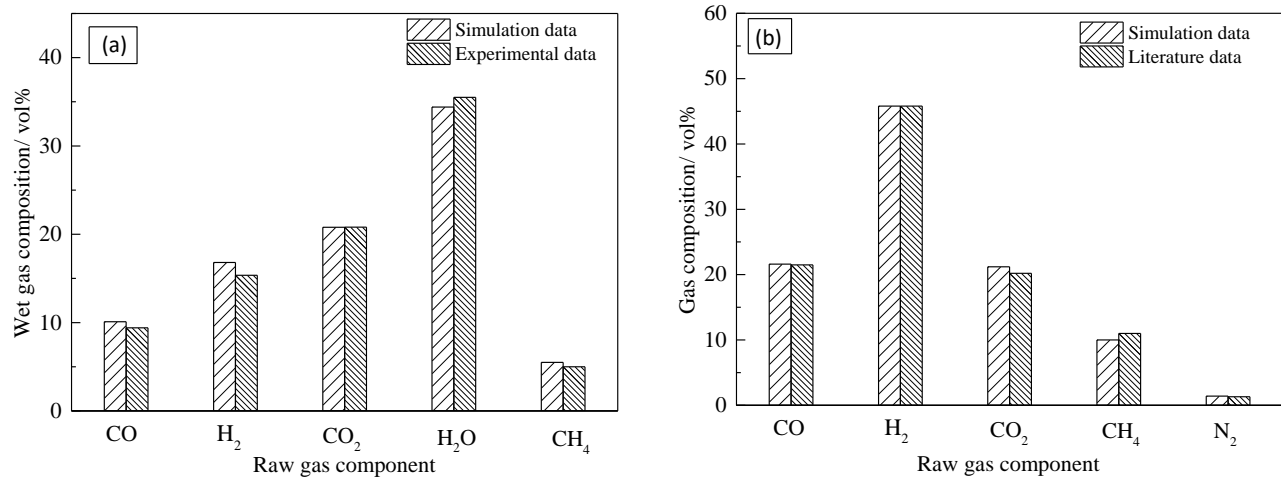 (a)
Simulation data
Experimental data
Wet gas composition/ vol%
40
30
20
10
0
CO H₂ CO₂ H₂O CH₄
Raw gas component
(b)
Simulation data
Literature data
Gas composition/ vol%
60
50
40
30
20
10
0
CO H₂ CO₂ CH₄ N₂
Raw gas component